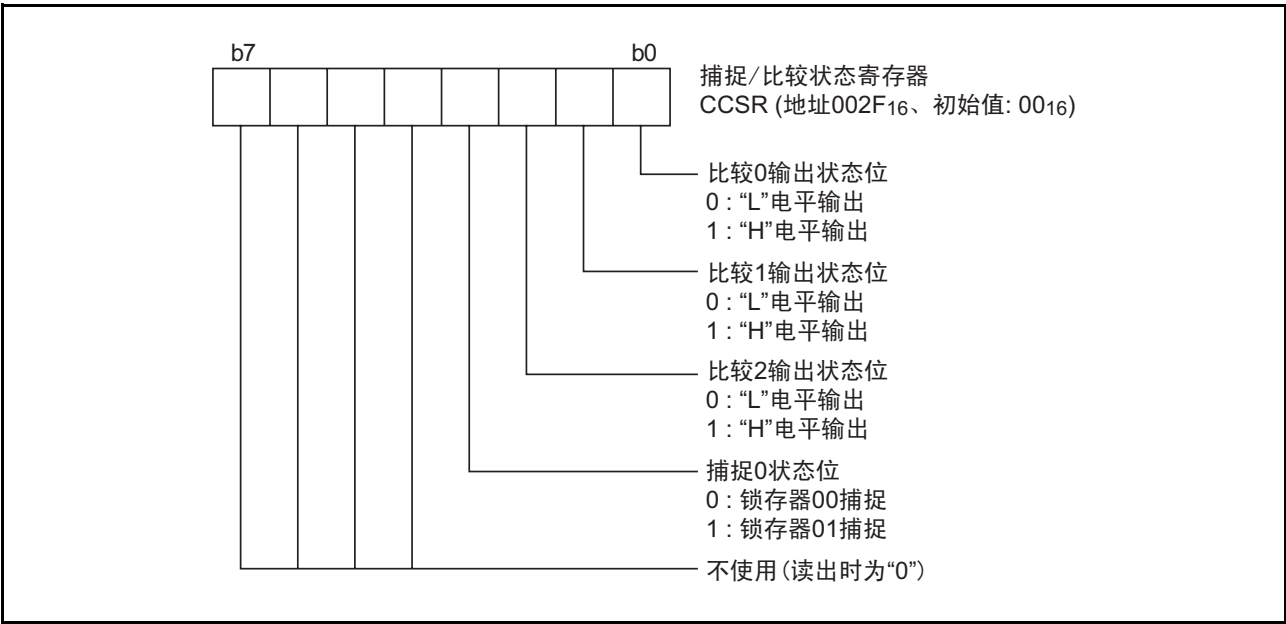 b7
b0
捕捉/比较状态寄存器
CCSR (地址002F16、初始值: 0016)
比较0输出状态位
0 : “L”电平输出
1 : “H”电平输出
比较1输出状态位
0 : “L”电平输出
1 : “H”电平输出
比较2输出状态位
0 : “L”电平输出
1 : “H”电平输出
捕捉0状态位
0 : 锁存器00捕捉
1 : 锁存器01捕捉
不使用(读出时为“0”)